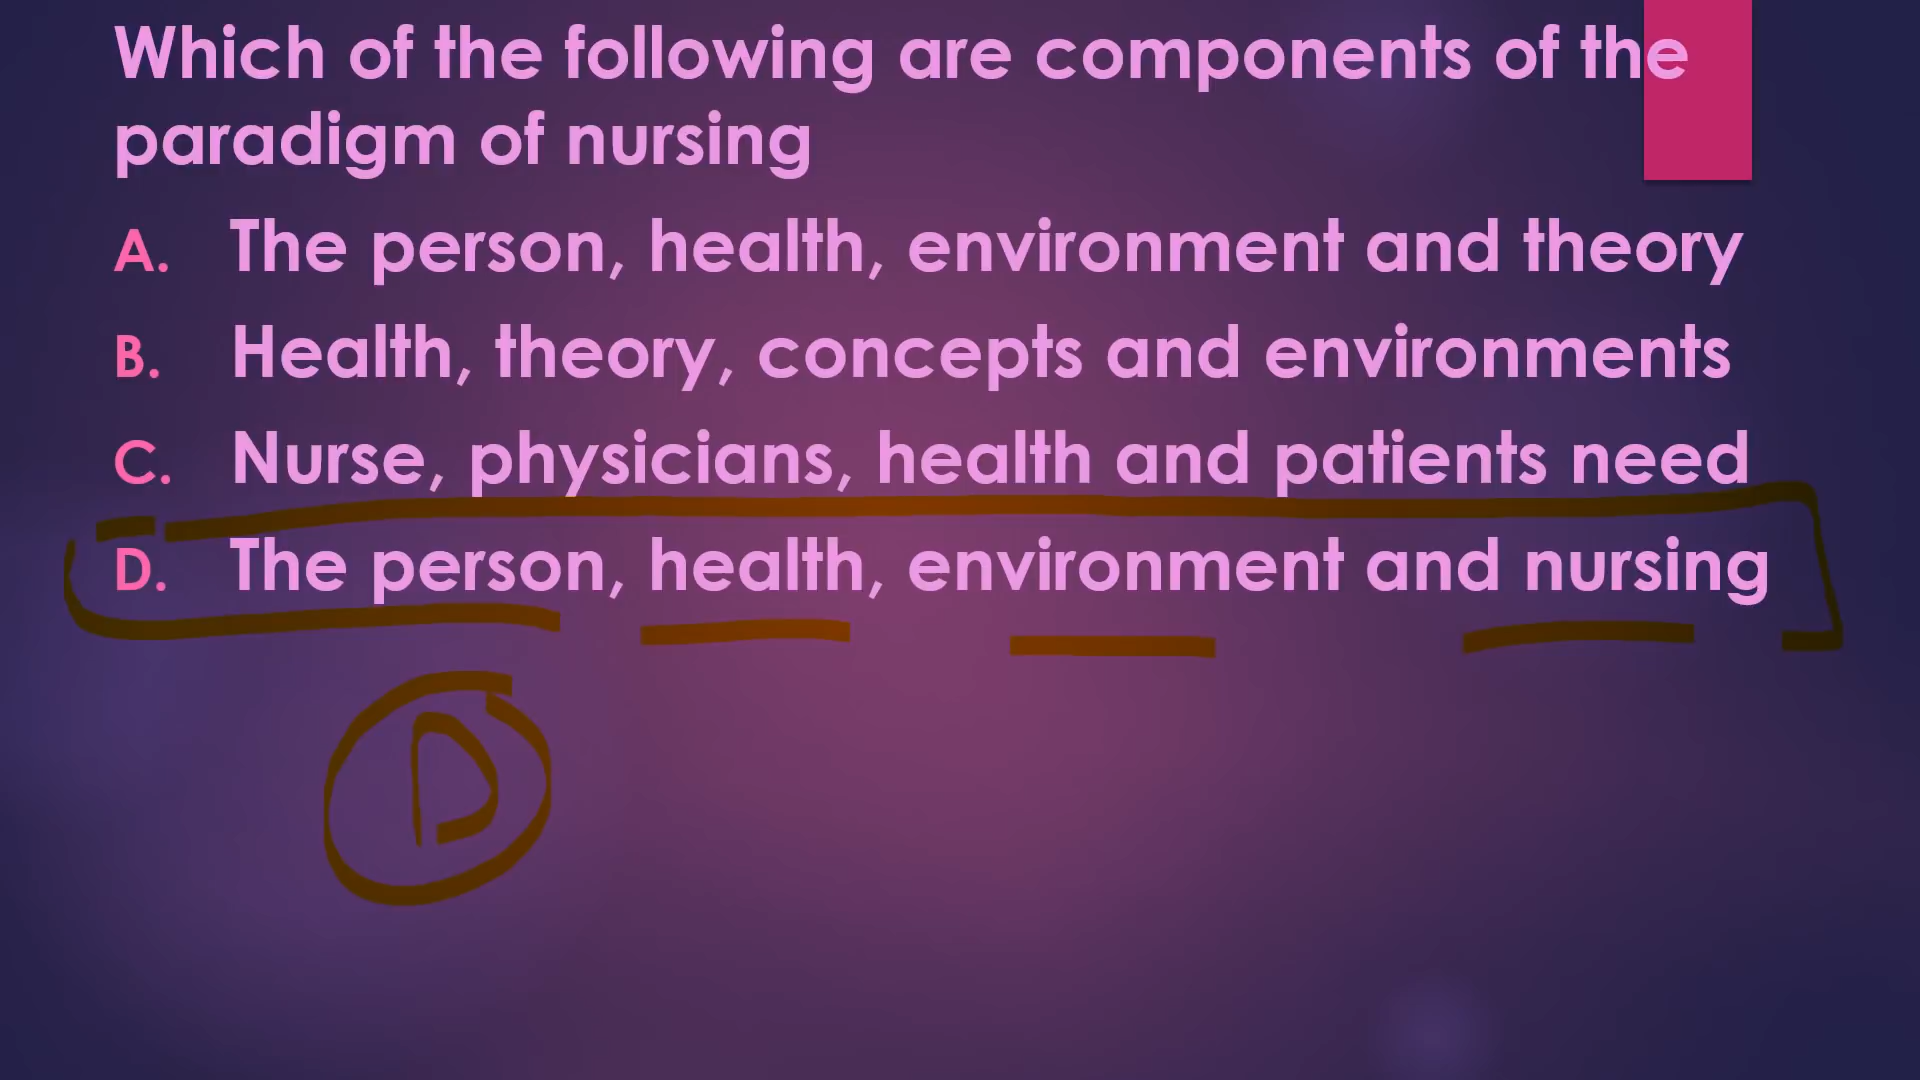 Which of the following are components of the
paradigm of nursing
A. The person, health, environment and theory
B. Health, theory, concepts and environments
C. Nurse, physicians, health and patients need
D. The person, health, environment and nursing
D